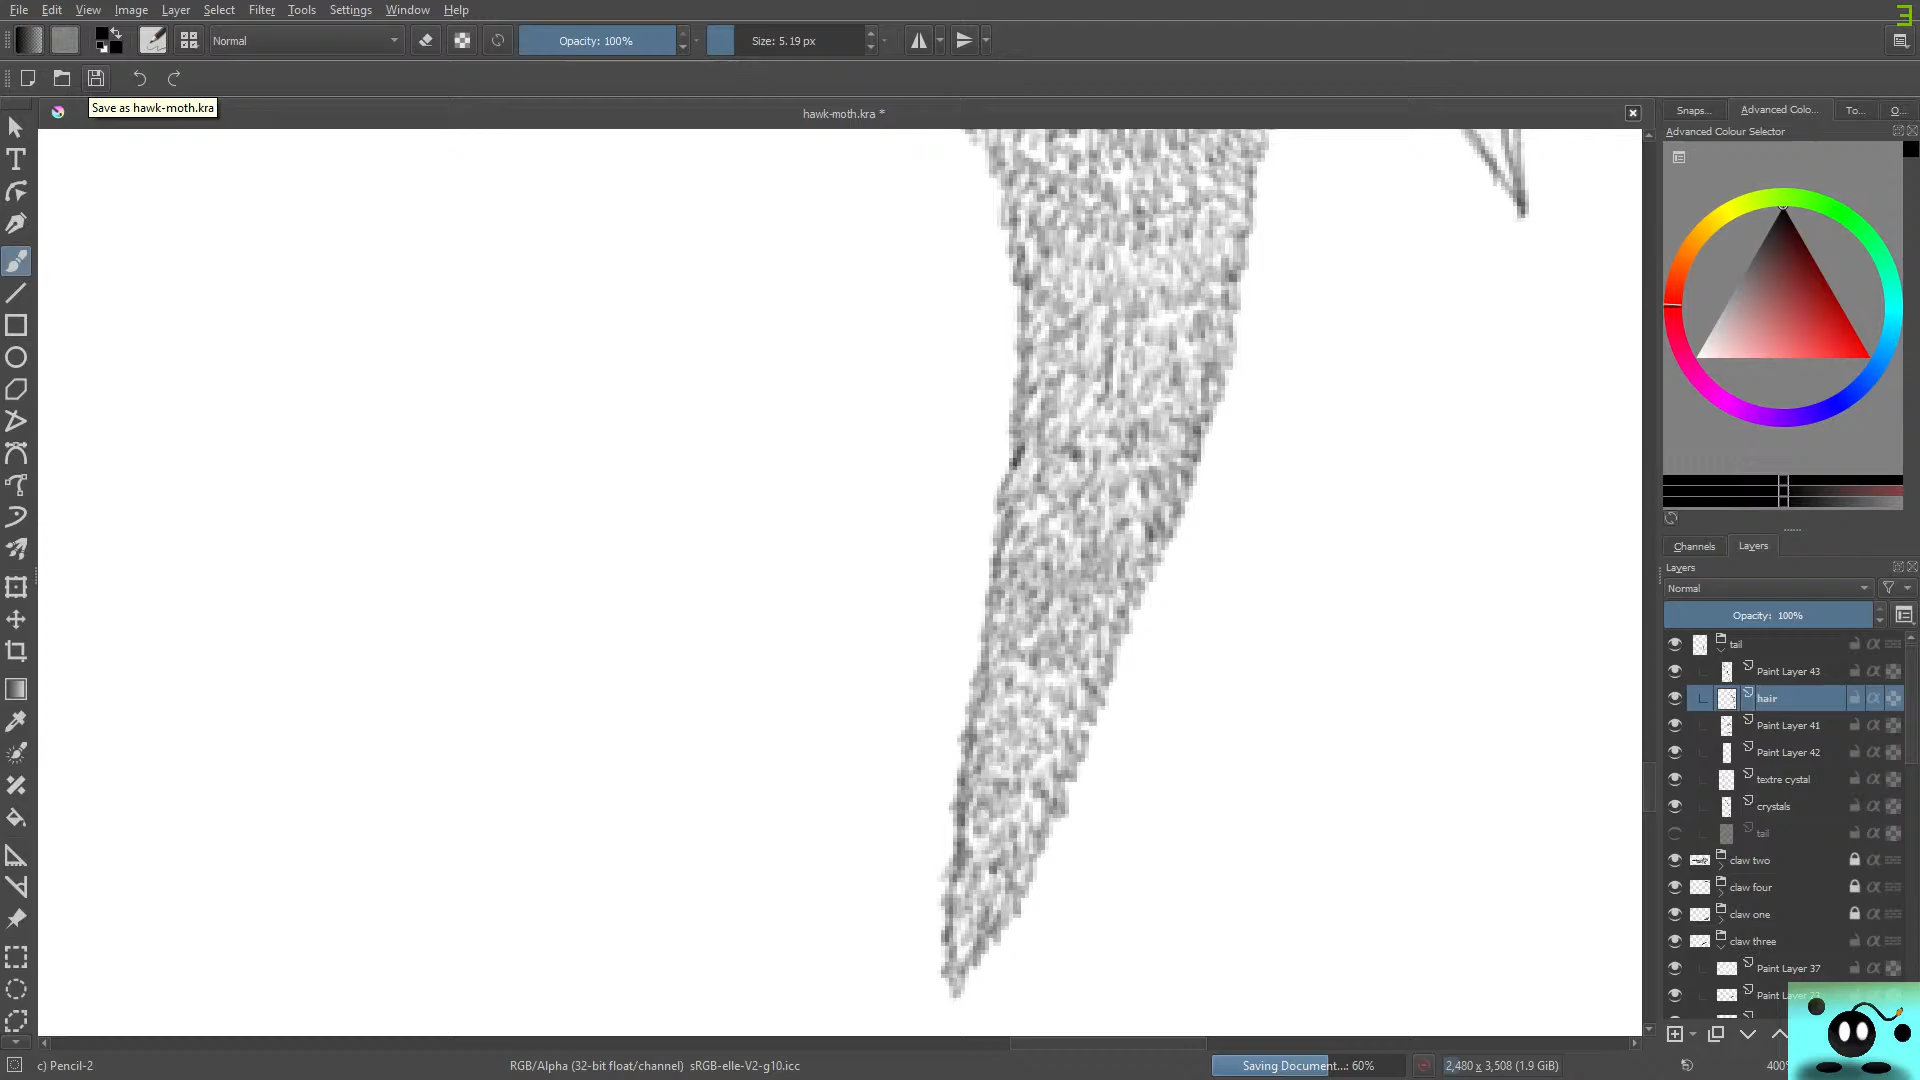 File Edit View Image Layer Select Filter Tools Settings Window Help
3
Normal
Opacity: 100%
Size: 5.19 px
Save as hawk-moth.kra
hawk-moth.kra *
Snaps...
Advanced Colo...
To...
O...
Advanced Colour Selector
Channels
Layers
Layers
Normal
Opacity: 100%
tail
Paint Layer 43
hair
Paint Layer 41
Paint Layer 42
textre cystal
crystals
tail
claw two
claw four
claw one
claw three
Paint Layer 37
c) Pencil-2
RGB/Alpha (32-bit float/channel) sRGB-elle-V2-g10.icc
Saving Document...: 60%
2,480 x 3,508 (1.9 GiB)